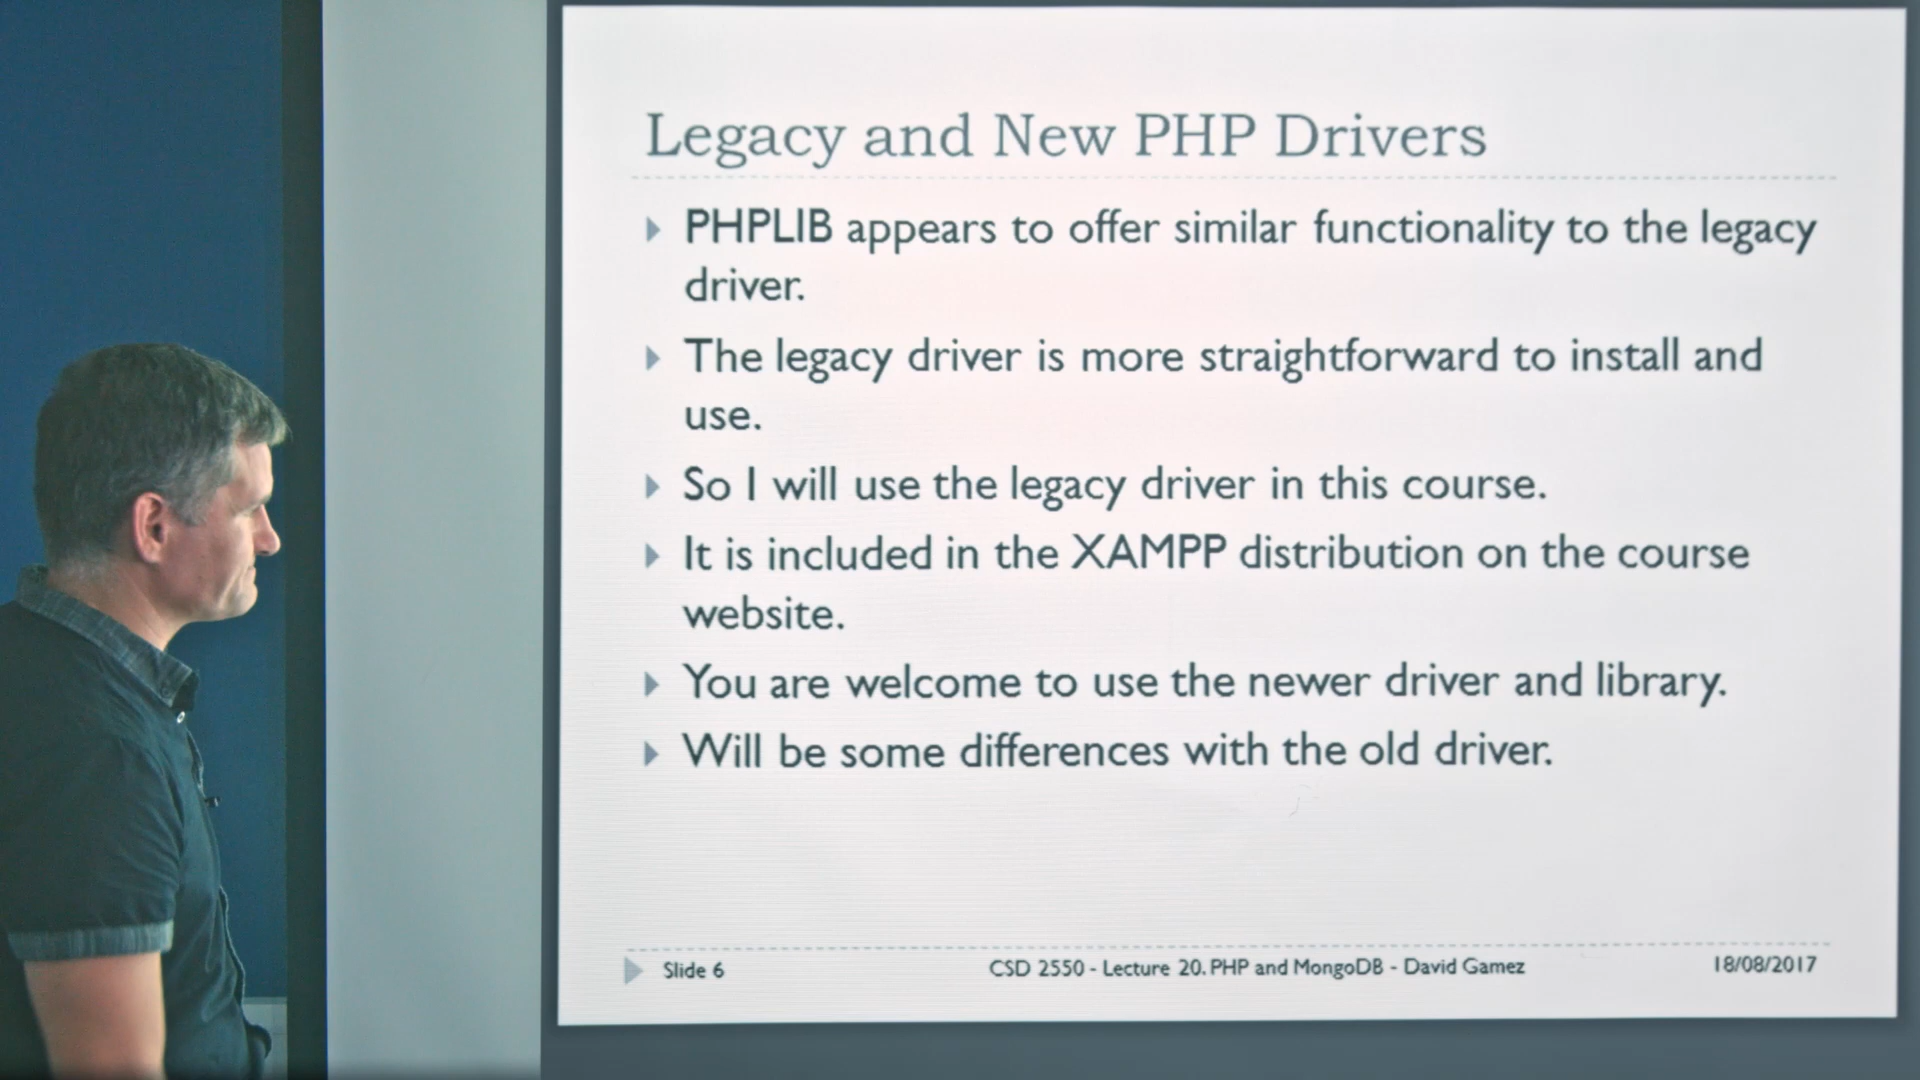 Legacy and New PHP Drivers
PHPLIB appears to offer similar functionality to the legacy
driver.
The legacy driver is more straightforward to install and
use.
So I will use the legacy driver in this course.
It is included in the XAMPP distribution on the course
website.
You are welcome to use the newer driver and library.
Will be some differences with the old driver.
Slide 6
CSD 2550 - Lecture 20. PHP and MongoDB - David Gamez
18/08/2017